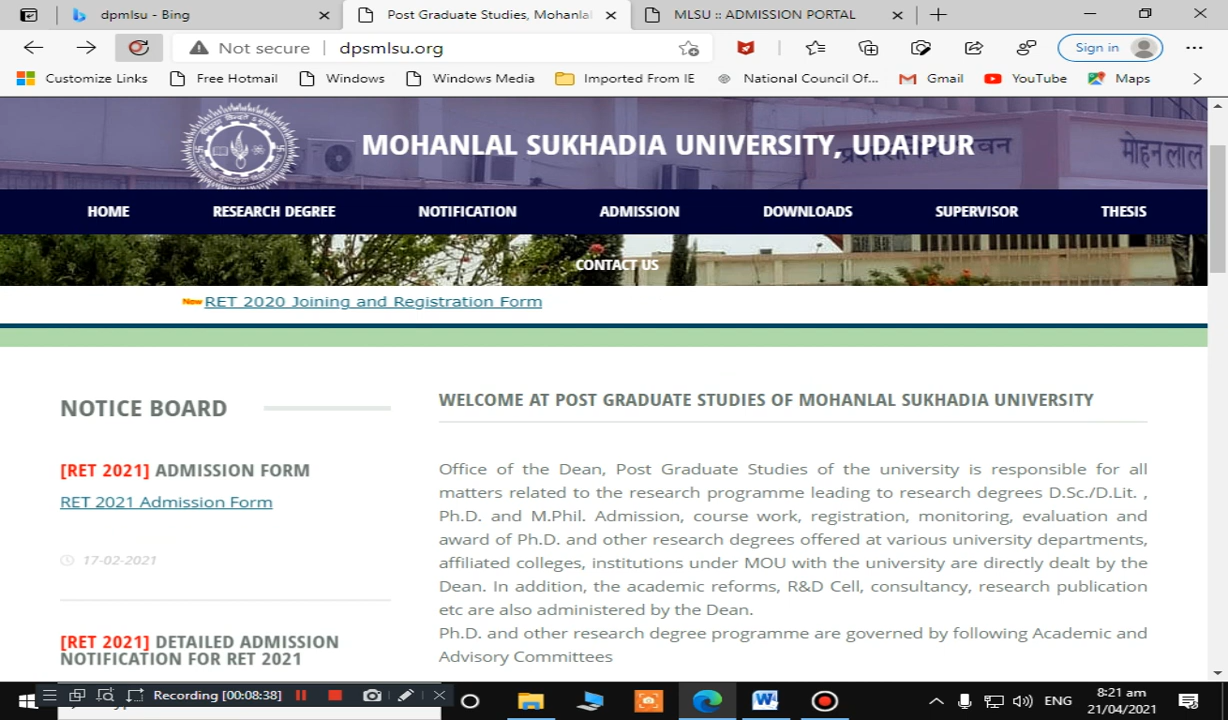 dpmlsu - Bing
Post Graduate Studies, Mohanlal
MLSU :: ADMISSION PORTAL
Not secure
dpsmlsu.org
Sign in
Customize Links
Free Hotmail
Windows
Windows Media
Imported From IE
National Council Of...
Gmail
YouTube
Maps
MOHANLAL SUKHADIA UNIVERSITY, UDAIPUR
मोहन लाल
HOME
RESEARCH DEGREE
NOTIFICATION
ADMISSION
DOWNLOADS
SUPERVISOR
THESIS
CONTACT US
New RET 2020 Joining and Registration Form
NOTICE BOARD
[RET 2021] ADMISSION FORM
RET 2021 Admission Form
17-02-2021
[RET 2021] DETAILED ADMISSION
NOTIFICATION FOR RET 2021
WELCOME AT POST GRADUATE STUDIES OF MOHANLAL SUKHADIA UNIVERSITY
Office of the Dean, Post Graduate Studies of the university is responsible for all
matters related to the research programme leading to research degrees D.Sc./D.Lit. ,
Ph.D. and M.Phil. Admission, course work, registration, monitoring, evaluation and
award of Ph.D. and other research degrees offered at various university departments,
affiliated colleges, institutions under MOU with the university are directly dealt by the
Dean. In addition, the academic reforms, R&D Cell, consultancy, research publication
etc are also administered by the Dean.
Ph.D. and other research degree programme are governed by following Academic and
Advisory Committees
Recording [00:08:38]
ENG
8:21 am
21/04/2021